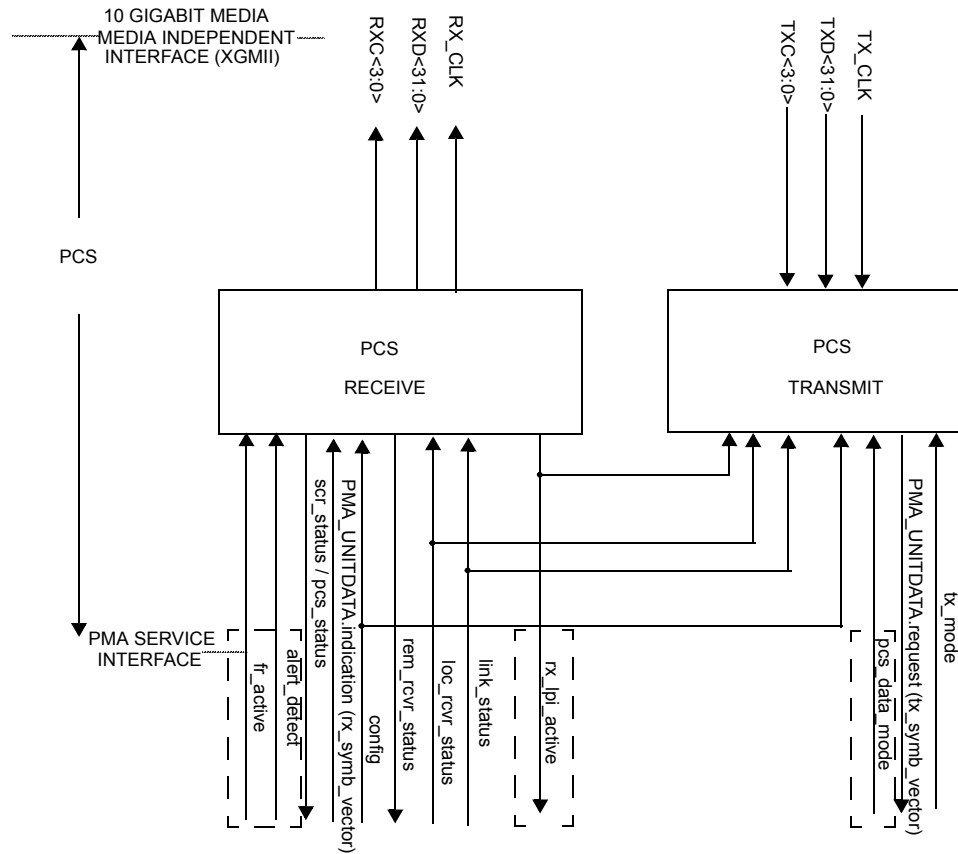 10 GIGABIT MEDIA
MEDIA INDEPENDENT
INTERFACE (XGMII)
RXC<3:0>
RXD<31:0>
RX_CLK
TXC<3:0>
TXD<31:0>
TX_CLK
PCS
PCS
RECEIVE
PCS
TRANSMIT
PMA SERVICE
INTERFACE
fr_active
alert_detect
scr_status / pcs_status
PMA_UNITDATA.indication (rx_symb_vector)
config
rem_rcvr_status
loc_rcvr_status
link_status
rx_lpi_active
pcs_data_mode
PMA_UNITDATA.request (tx_symb_vector)
tx_mode